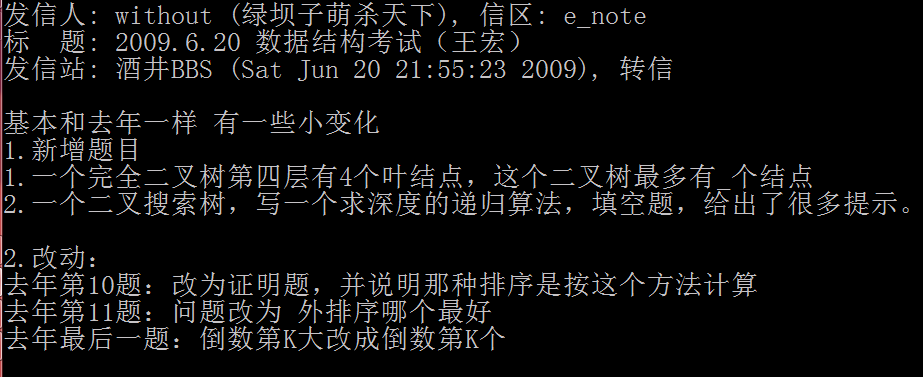 发信人: without (绿坝子萌杀天下), 信区: e_note
标  题: 2009.6.20 数据结构考试（王宏）
发信站: 酒井BBS (Sat Jun 20 21:55:23 2009), 转信
基本和去年一样 有一些小变化
1.新增题目
1.一个完全二叉树第四层有4个叶结点，这个二叉树最多有_个结点
2.一个二叉搜索树，写一个求深度的递归算法，填空题，给出了很多提示。
2.改动：
去年第10题：改为证明题，并说明那种排序是按这个方法计算
去年第11题：问题改为 外排序哪个最好
去年最后一题：倒数第K大改成倒数第K个